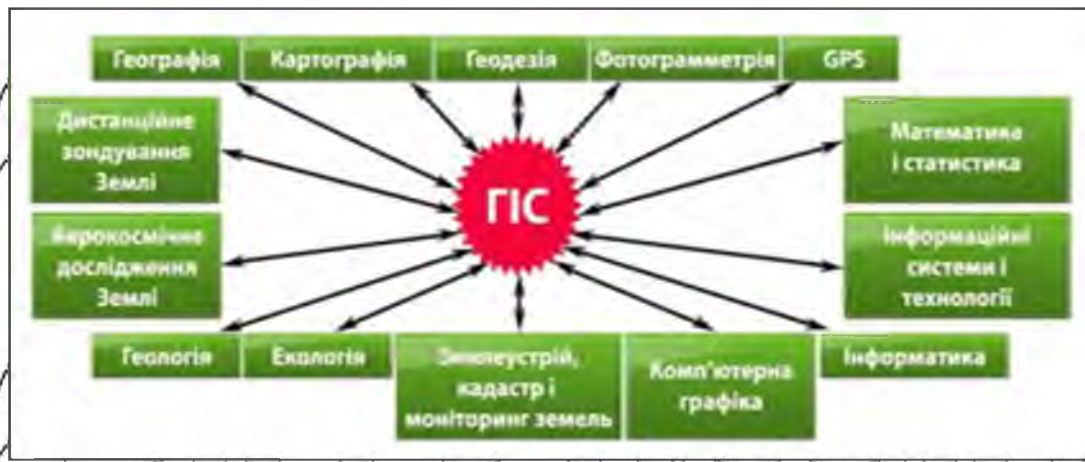 Географія
Картографія
Геодезія
Фотограмметрія
GPS
Дистанційне
зондування
Землі
Математика
і статистика
ГІС
Аерокосмічне
дослідження
Землі
Інформаційні
системи і
технології
Геологія
Екологія
Землеустрій,
кадастр і
моніторинг земель
Комп'ютерна
графіка
Інформатика